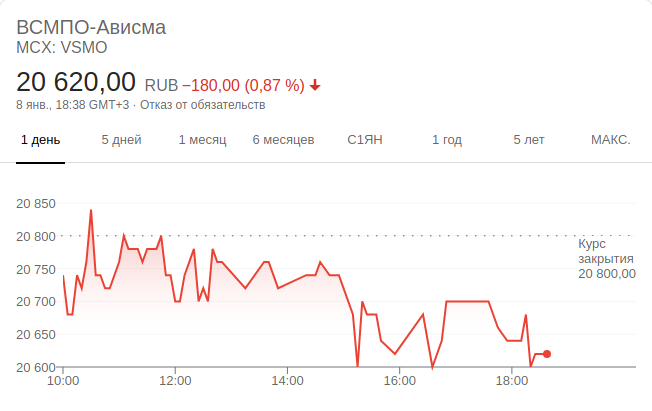 ВСМПО-Ависма
MCX: VSMO
20 620,00 RUB −180,00 (0,87 %)
8 янв., 18:38 GMT+3 · Отказ от обязательств
1 день 5 дней 1 месяц 6 месяцев С1ЯН 1 год 5 лет МАКС.
20 850
20 800
Курс
закрытия
20 800,00
20 750
20 700
20 650
20 600
10:00 12:00 14:00 16:00 18:00